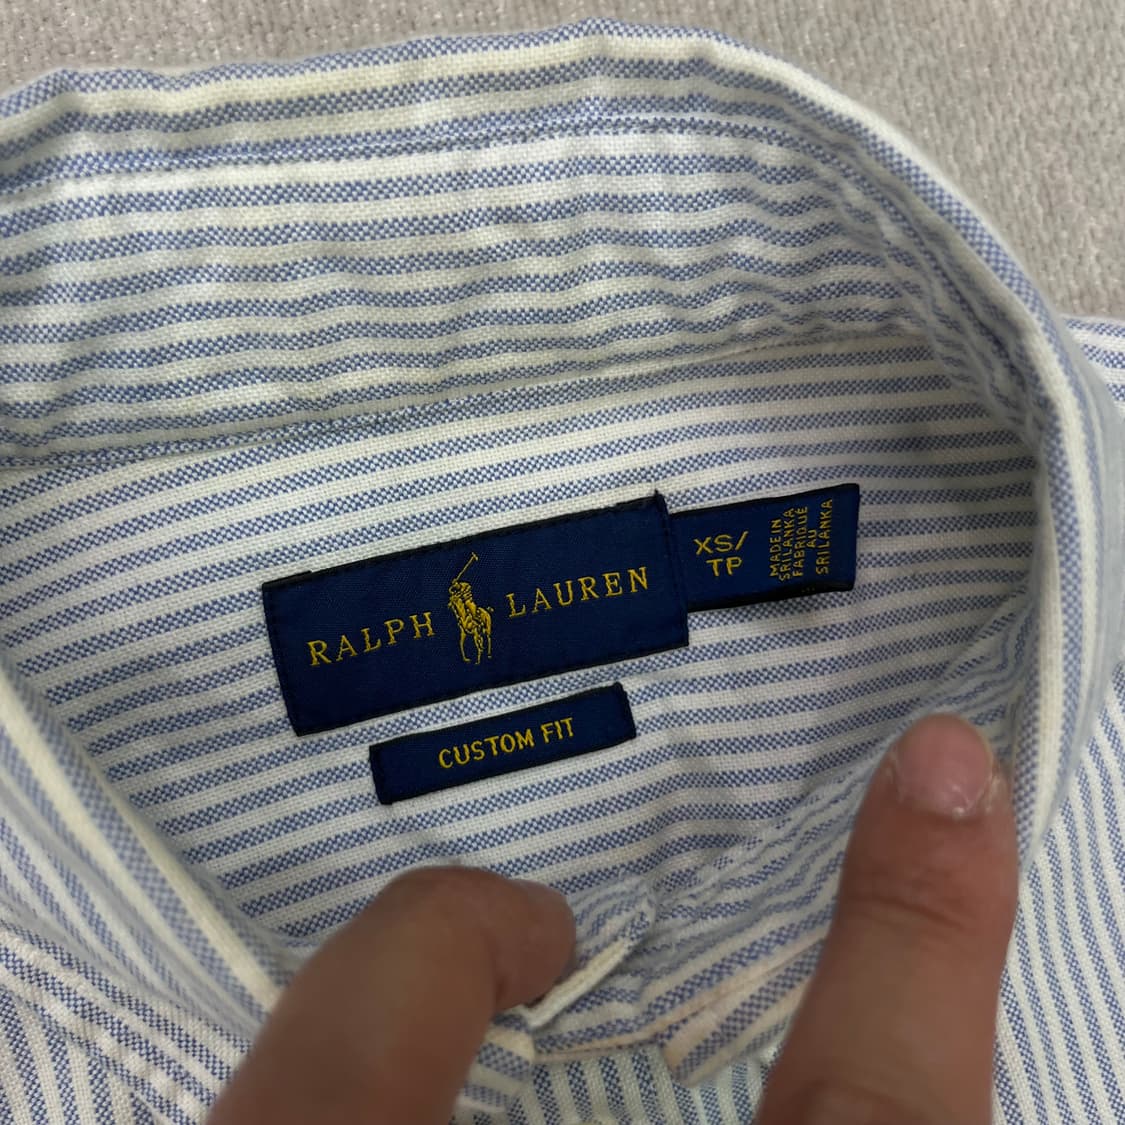 RALPH LAUREN
XS/
TP
MADE IN
SRI LANKA
FABRIQUÉ
AU
SRI LANKA
CUSTOM FIT